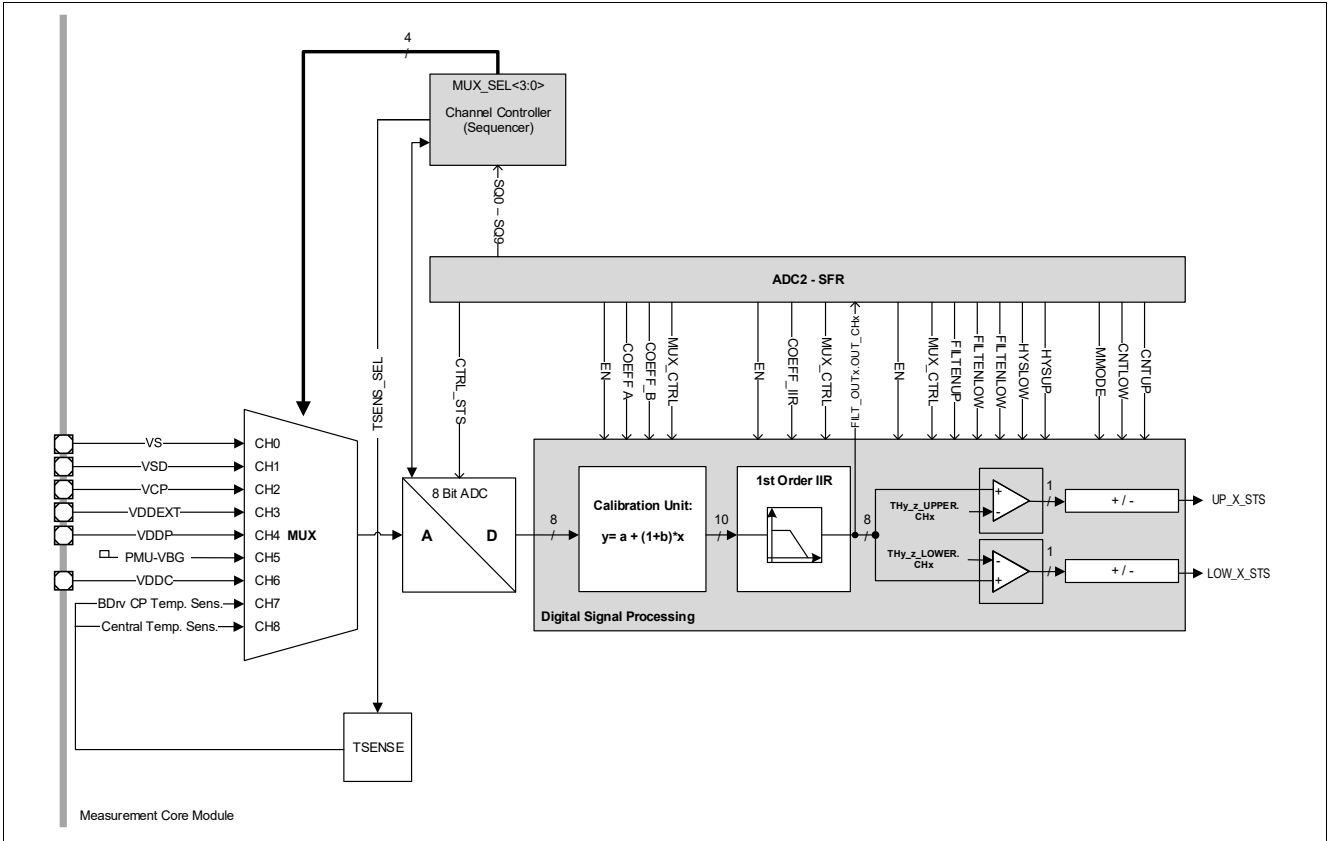 4
MUX_SEL<3:0>
Channel Controller
(Sequencer)
SQ0 – SQ9
ADC2 - SFR
TSENS_SEL
CTRL_STS
EN
COEFF A
COEFF_B
MUX_CTRL
EN
COEFF_IIR
MUX_CTRL
FILT_OUTx.OUT_CHx
EN
MUX_CTRL
FILTENUP
FILTENLOW
FILTENLOW
HYSLOW
HYSUP
MMODE
CNTLOW
CNTUP
VS
CH0
VSD
CH1
VCP
CH2
VDDEXT
CH3
VDDP
CH4
MUX
PMU-VBG
CH5
VDDC
CH6
BDrv CP Temp. Sens.
CH7
Central Temp. Sens.
CH8
8 Bit ADC
A
D
8
Calibration Unit:
y= a + (1+b)*x
10
1st Order IIR
8
THy_z_UPPER.
CHx
+
-
1
+ / -
UP_X_STS
THy_z_LOWER.
CHx
-
+
1
+ / -
LOW_X_STS
Digital Signal Processing
TSENSE
Measurement Core Module